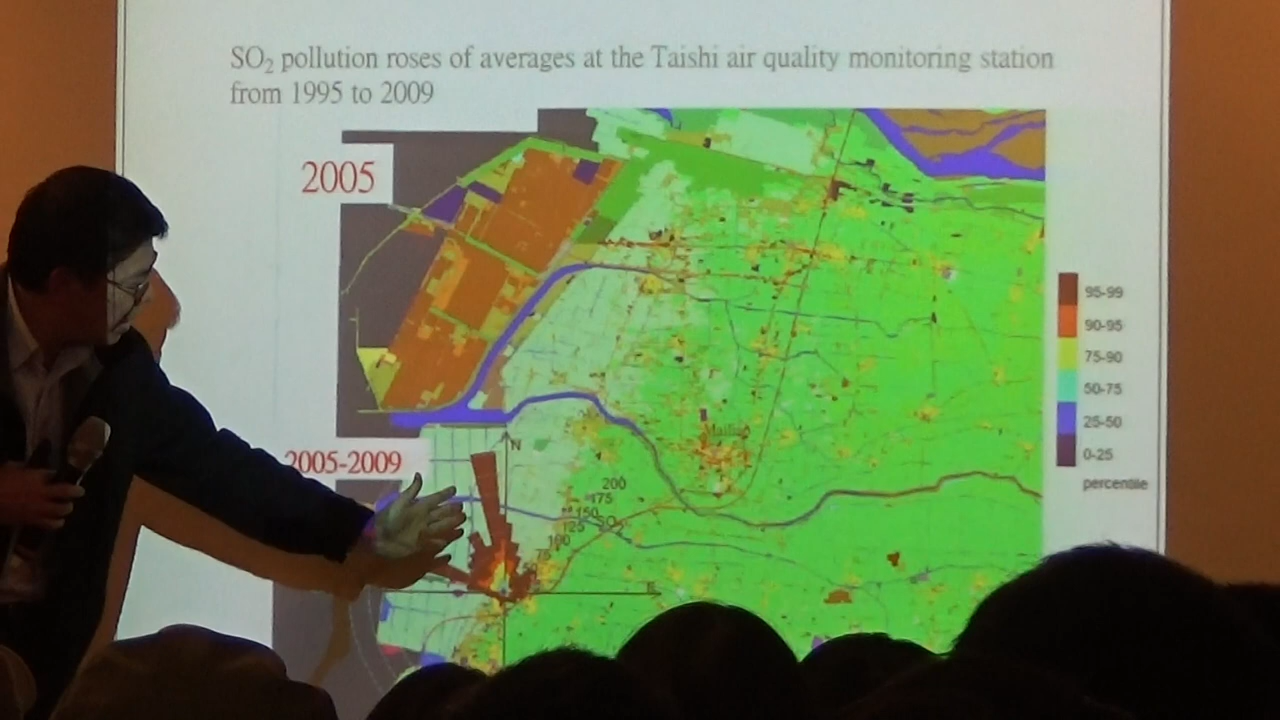 SO₂ pollution roses of averages at the Taishi air quality monitoring station
from 1995 to 2009
2005
95-99
90-95
75-90
50-75
25-50
0-25
percentile
2005-2009
N
200
175
150
125
100
75
E